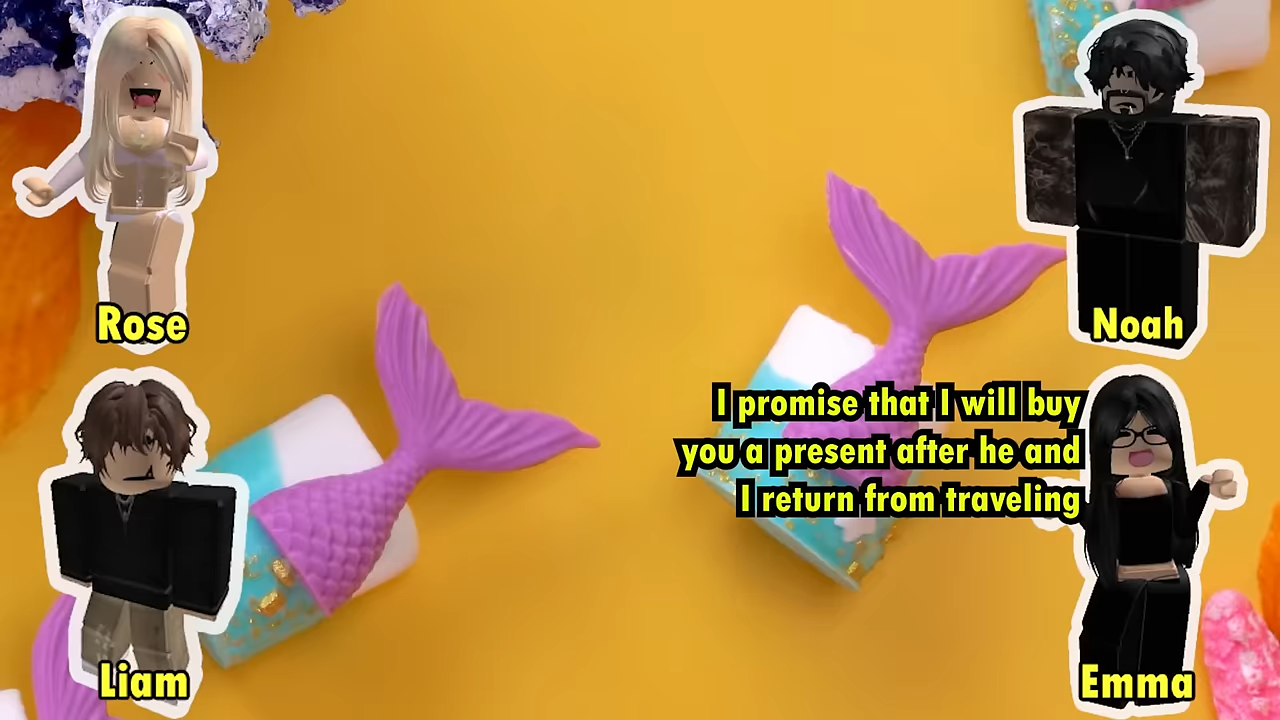 Rose
Noah
I promise that I will buy
you a present after he and
I return from traveling
Liam
Emma